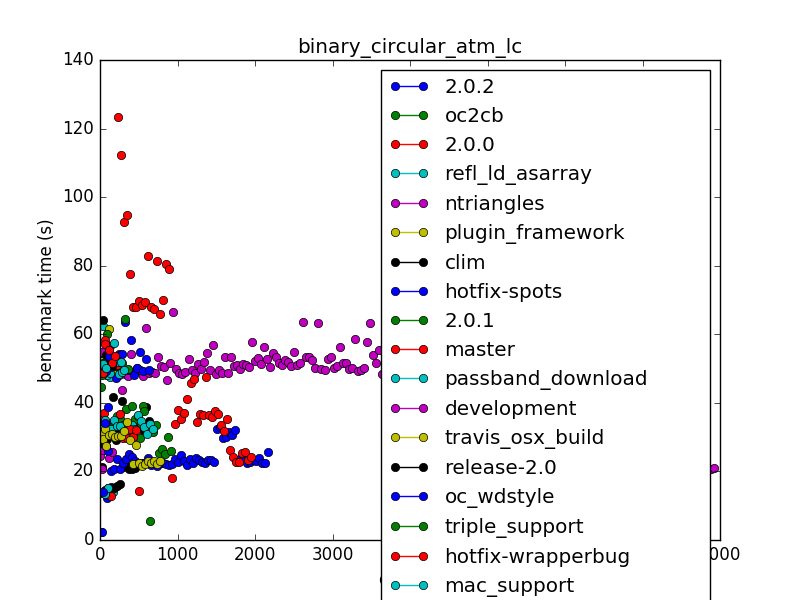 binary_circular_atm_lc
benchmark time (s)
140
120
100
80
60
40
20
0
0
1000
2000
3000
000
2.0.2
oc2cb
2.0.0
refl_ld_asarray
ntriangles
plugin_framework
clim
hotfix-spots
2.0.1
master
passband_download
development
travis_osx_build
release-2.0
oc_wdstyle
triple_support
hotfix-wrapperbug
mac_support